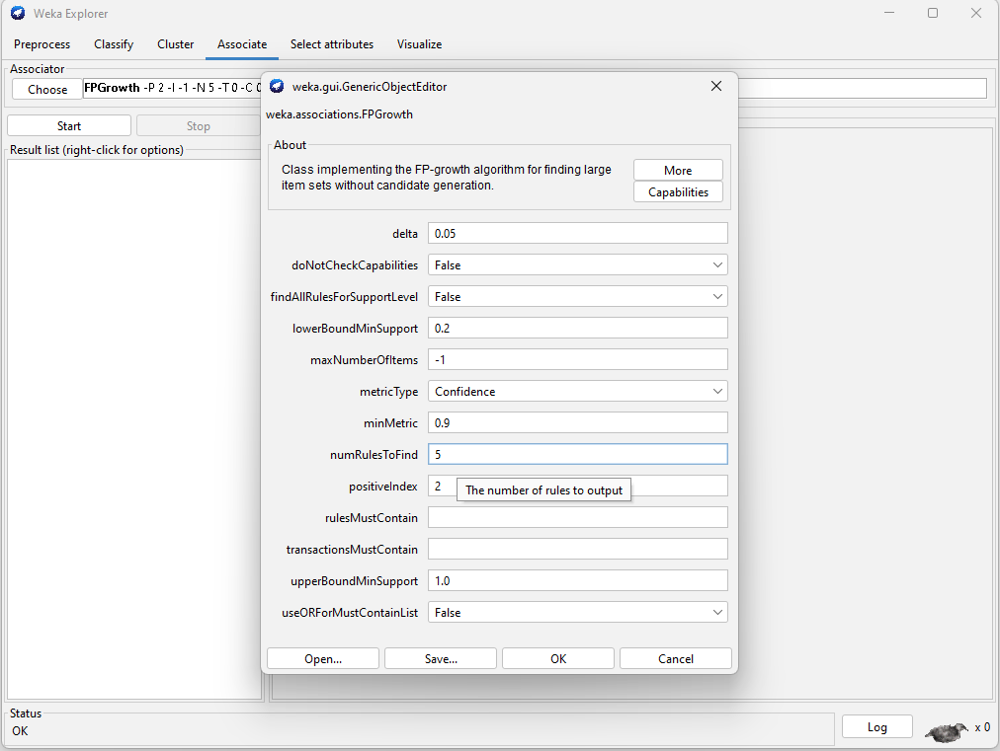 Weka Explorer
Preprocess Classify Cluster Associate Select attributes Visualize
Associator
Choose FPGrowth -P 2 -I -1 -N 5 -T 0 -C 0
Start Stop
Result list (right-click for options)
weka.gui.GenericObjectEditor
weka.associations.FPGrowth
About
Class implementing the FP-growth algorithm for finding large
item sets without candidate generation.
More
Capabilities
delta 0.05
doNotCheckCapabilities False
findAllRulesForSupportLevel False
lowerBoundMinSupport 0.2
maxNumberOfItems -1
metricType Confidence
minMetric 0.9
numRulesToFind 5
positiveIndex 2
The number of rules to output
rulesMustContain
transactionsMustContain
upperBoundMinSupport 1.0
useORForMustContainList False
Open... Save... OK Cancel
Status
OK
Log x 0